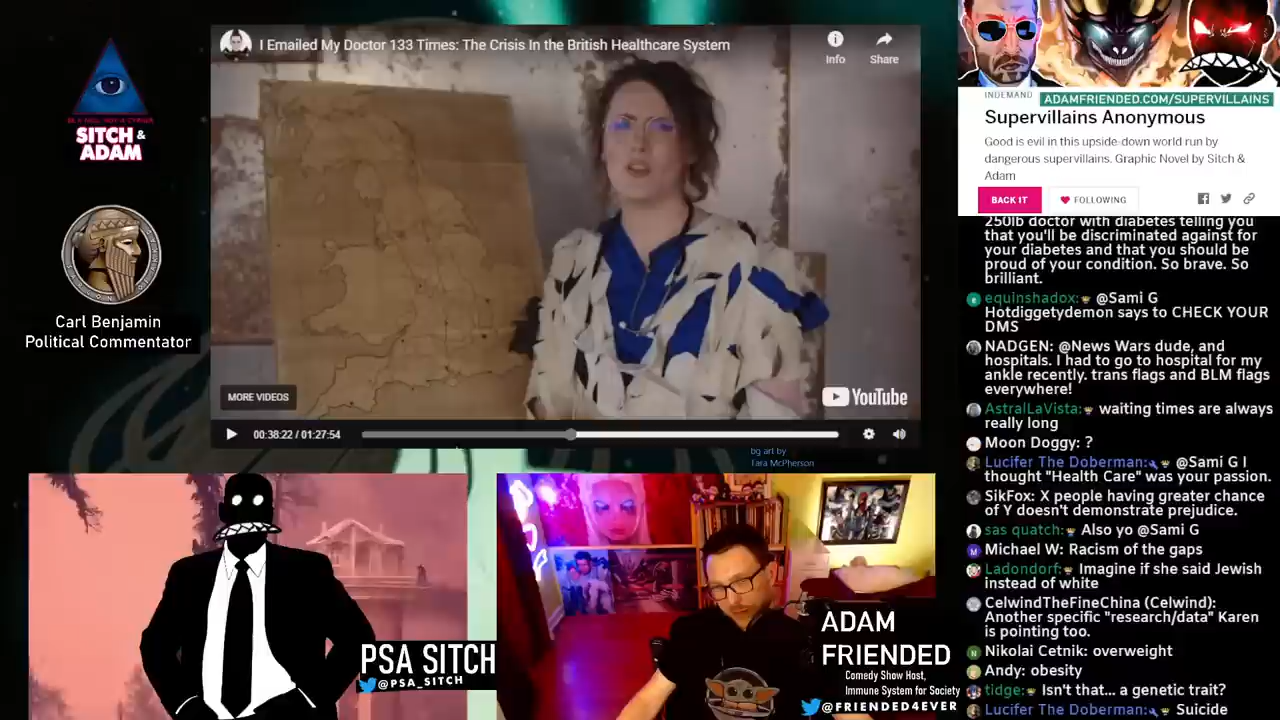 I Emailed My Doctor 133 Times: The Crisis In the British Healthcare System
Info
Share
MORE VIDEOS
YouTube
00:38:22 / 01:27:54
bg art by
Tara McPherson
SITCH &
ADAM
Carl Benjamin
Political Commentator
PSA SITCH
@PSA_SITCH
ADAM
FRIENDED
Comedy Show Host,
Immune System for Society
@FRIENDED4EVER
INDEMAND
ADAMFRIENDED.COM/SUPERVILLAINS
Supervillains Anonymous
Good is evil in this upside-down world run by
dangerous supervillains. Graphic Novel by Sitch &
Adam
BACK IT
FOLLOWING
250lb doctor with diabetes telling you
that you'll be discriminated against for
your diabetes and that you should be
proud of your condition. So brave. So
brilliant.
equinshadox: @Sami G
Hotdiggetydemon says to CHECK YOUR
DMS
NADGEN: @News Wars dude, and
hospitals. I had to go to hospital for my
ankle recently. trans flags and BLM flags
everywhere!
AstralLaVista: waiting times are always
really long
Moon Doggy: ?
Lucifer The Doberman: @Sami G I
thought "Health Care" was your passion.
SikFox: X people having greater chance
of Y doesn't demonstrate prejudice.
sas quatch: Also yo @Sami G
Michael W: Racism of the gaps
Ladondorf: Imagine if she said Jewish
instead of white
CelwindTheFineChina (Celwind):
Another specific "research/data" Karen
is pointing too.
Nikolai Cetnik: overweight
Andy: obesity
tidge: Isn't that... a genetic trait?
Lucifer The Doberman: Suicide